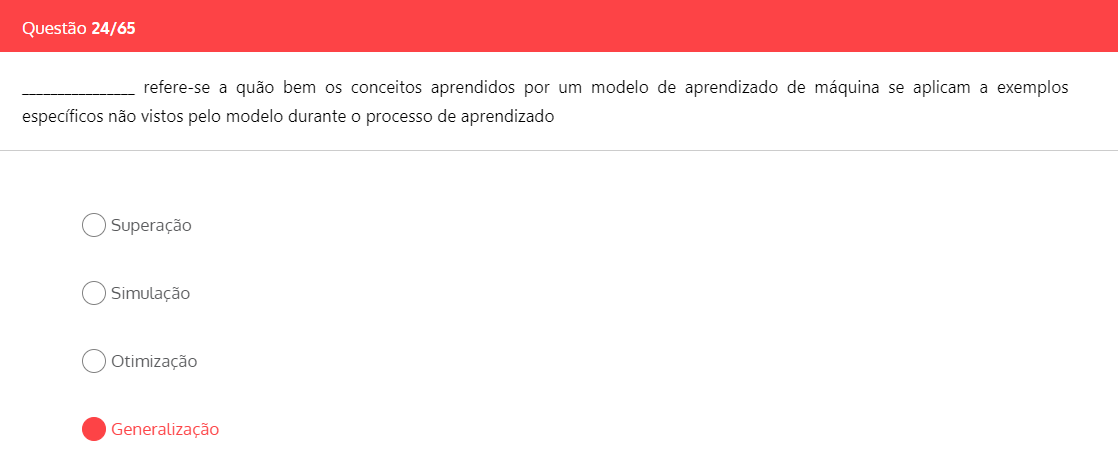 Questão 24/65
________________ refere-se a quão bem os conceitos aprendidos por um modelo de aprendizado de máquina se aplicam a exemplos
específicos não vistos pelo modelo durante o processo de aprendizado
Superação
Simulação
Otimização
Generalização